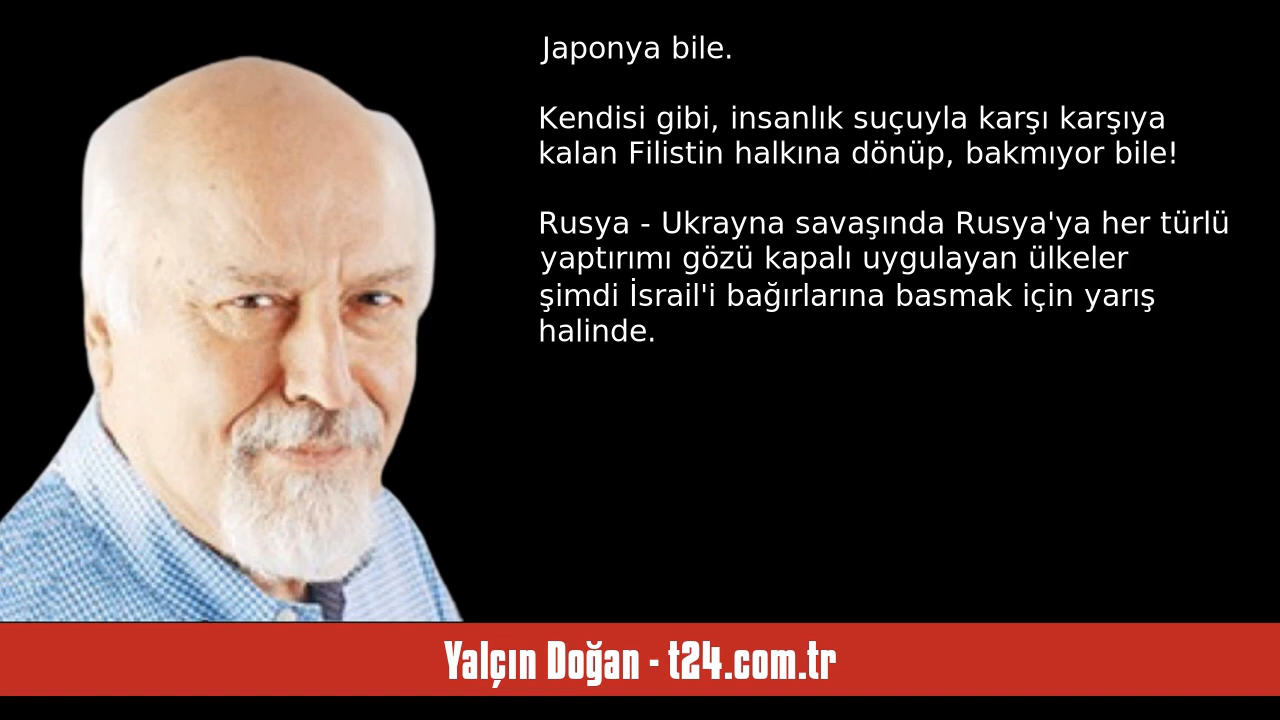 Japonya bile.
Kendisi gibi, insanlık suçuyla karşı karşıya
kalan Filistin halkına dönüp, bakmıyor bile!
Rusya - Ukrayna savaşında Rusya'ya her türlü
yaptırımı gözü kapalı uygulayan ülkeler
şimdi İsrail'i bağırlarına basmak için yarış
halinde.
Yalçın Doğan - t24.com.tr